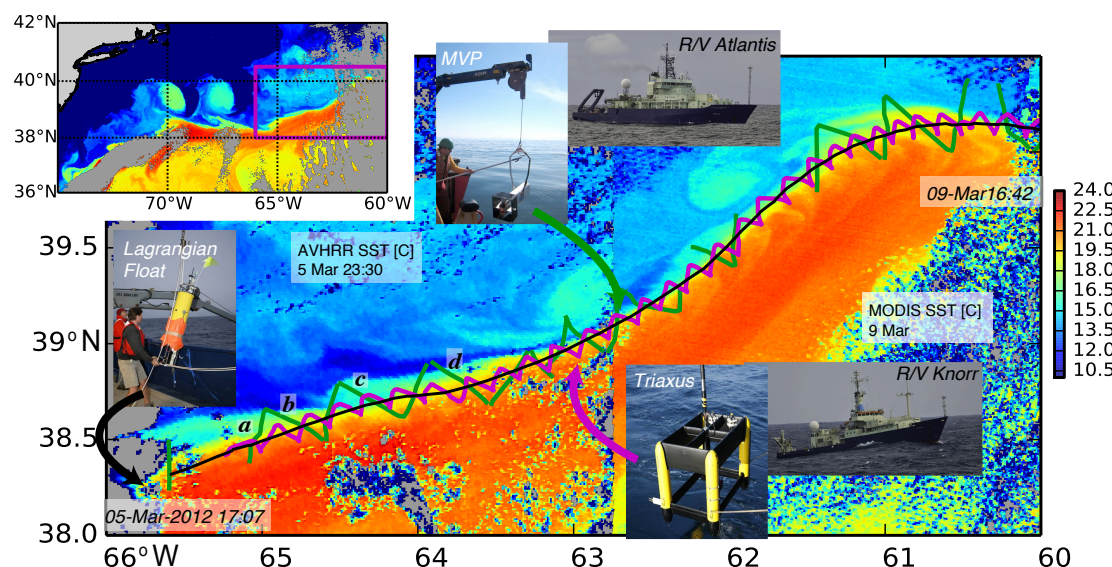 42°N
40°N
38°N
36°N
70°W
65°W
60°W
MVP
R/V Atlantis
09-Mar16:42
24.0
22.5
21.0
19.5
18.0
16.5
15.0
13.5
12.0
10.5
39.5
39°N
38.5
38.0
Lagrangian
Float
AVHRR SST [C]
5 Mar 23:30
MODIS SST [C]
9 Mar
a
b
c
d
Triaxus
R/V Knorr
05-Mar-2012 17:07
66°W
65
64
63
62
61
60